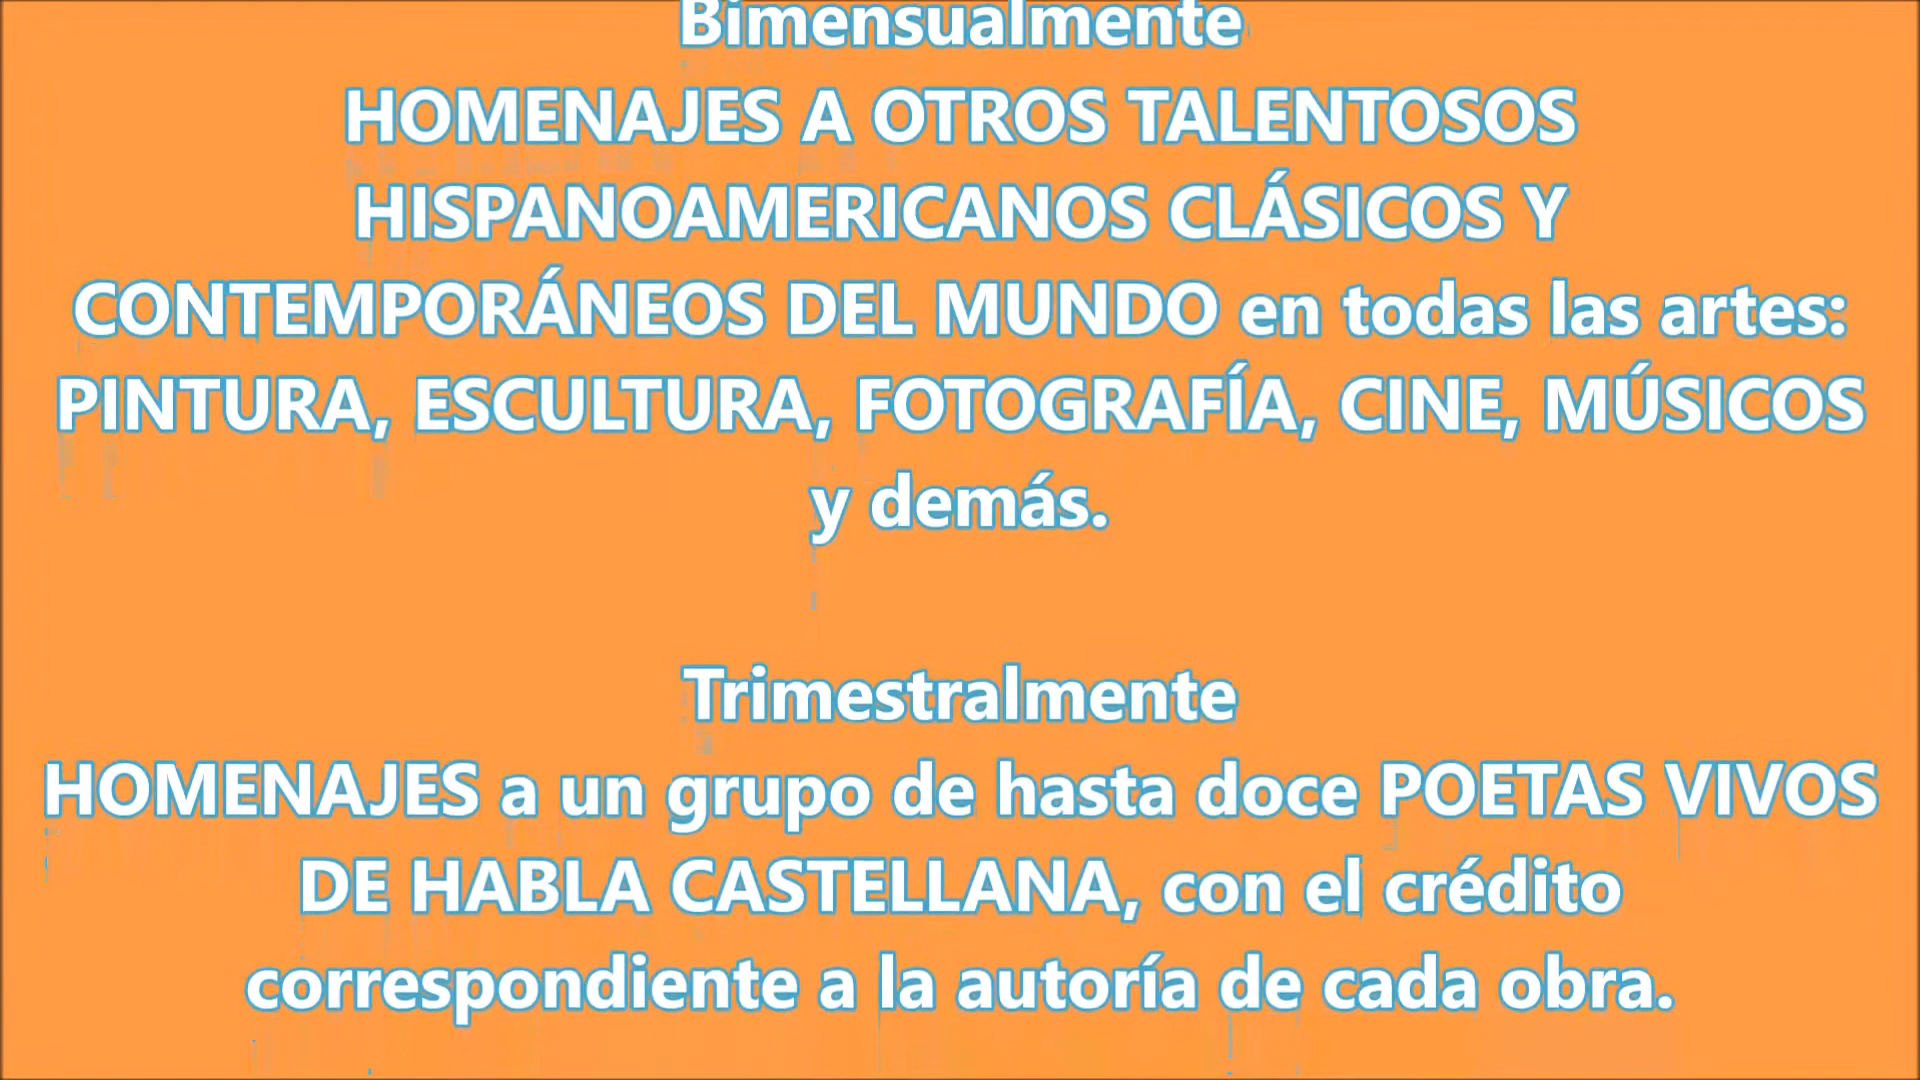 Bimensualmente
HOMENAJES A OTROS TALENTOSOS
HISPANOAMERICANOS CLÁSICOS Y
CONTEMPORÁNEOS DEL MUNDO en todas las artes:
PINTURA, ESCULTURA, FOTOGRAFÍA, CINE, MÚSICOS
y demás.
Trimestralmente
HOMENAJES a un grupo de hasta doce POETAS VIVOS
DE HABLA CASTELLANA, con el crédito
correspondiente a la autoría de cada obra.